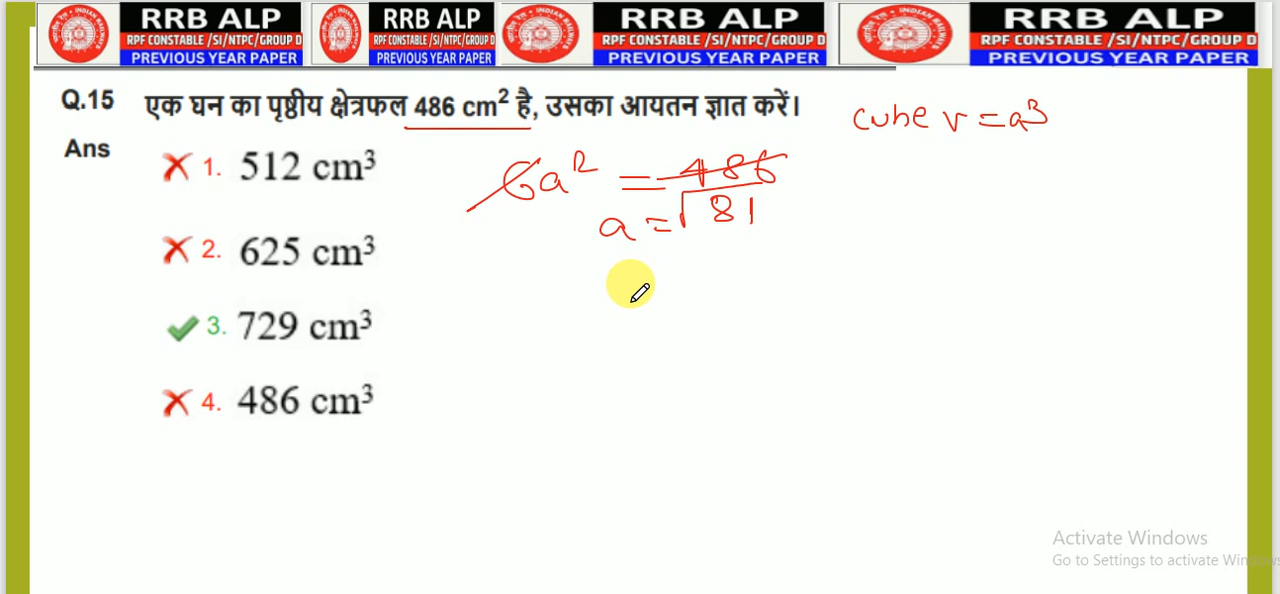 RRB ALP RRB ALP RRB ALP RRB ALP
RPF CONSTABLE /SI/NTPC/GROUP D RPF CONSTABLE /SI/NTPC/GROUP D RPF CONSTABLE /SI/NTPC/GROUP D RPF CONSTABLE /SI/NTPC/GROUP D
PREVIOUS YEAR PAPER PREVIOUS YEAR PAPER PREVIOUS YEAR PAPER PREVIOUS YEAR PAPER
Q.15 एक घन का पृष्ठीय क्षेत्रफल 486 cm² है, उसका आयतन ज्ञात करें।
cube v = a³
Ans
1. 512 cm³
6a² = 486
a = √81
2. 625 cm³
3. 729 cm³
4. 486 cm³
Activate Windows
Go to Settings to activate Windows